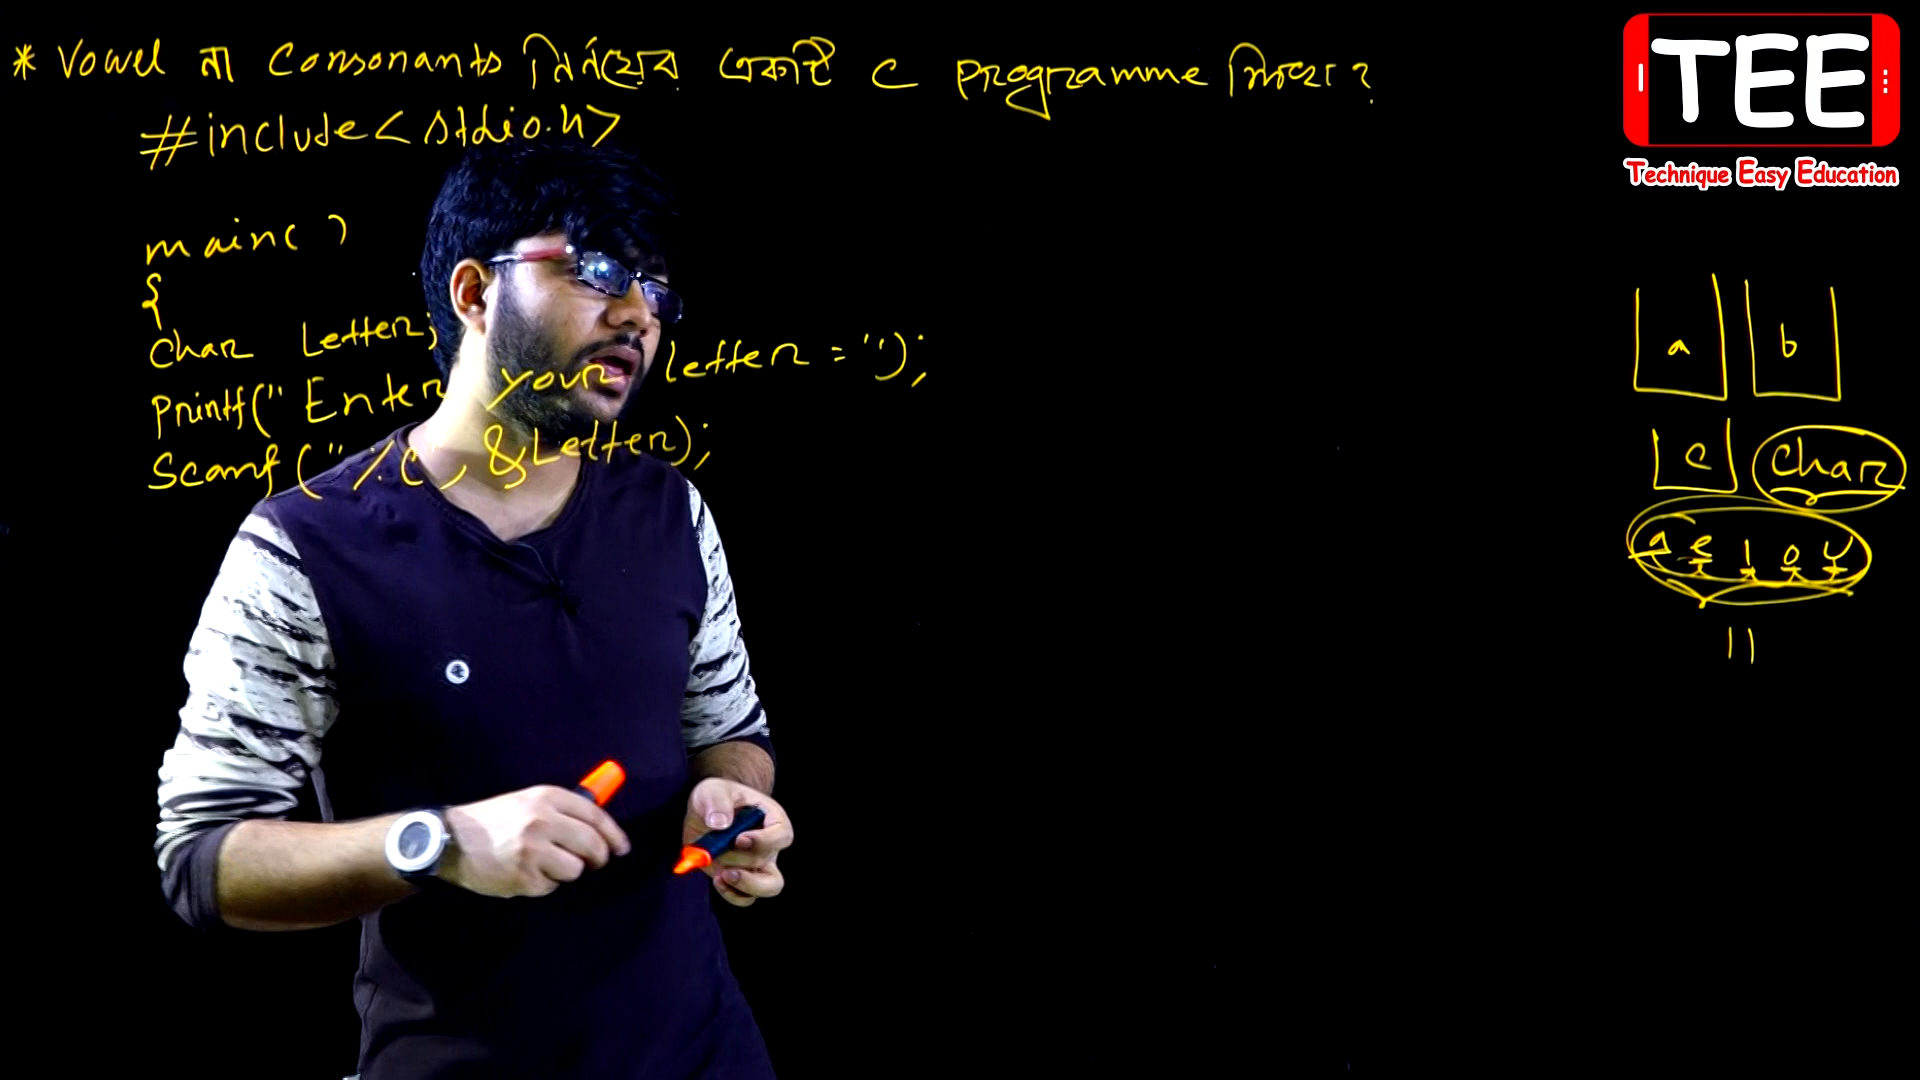 * Vowel না Consonants নির্ণয়ের একটি C programme লিখো?
#include<stdio.h>
main()
{
char Letter;
Printf("Enter your letter = ");
Scanf("%c", &Letter);
TEE
Technique Easy Education
a b
c char
a e i o u
||